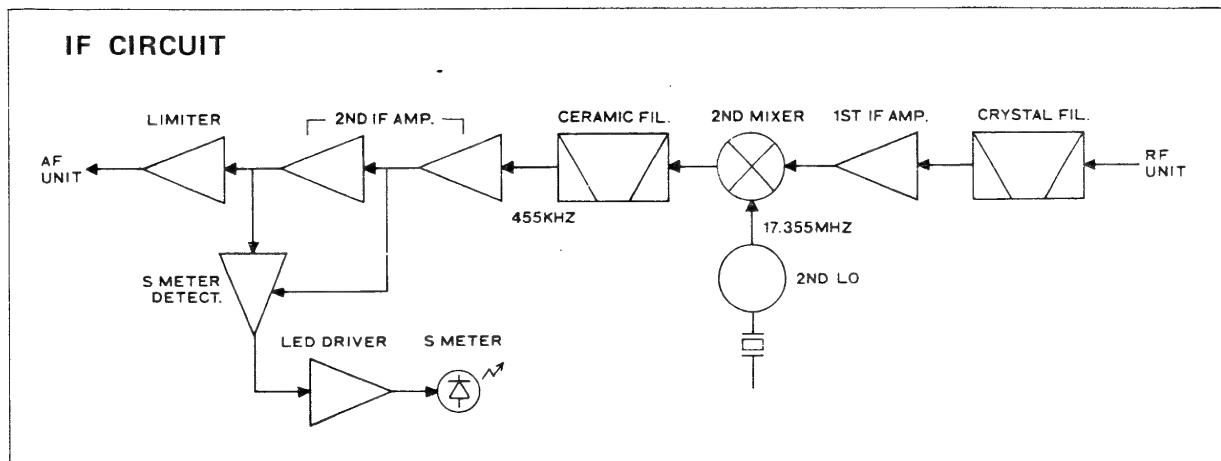 IF CIRCUIT
LIMITER
2ND IF AMP.
CERAMIC FIL.
2ND MIXER
1ST IF AMP.
CRYSTAL FIL.
AF
UNIT
RF
UNIT
455KHZ
17.355MHZ
S METER
DETECT.
2ND LO
LED DRIVER
S METER